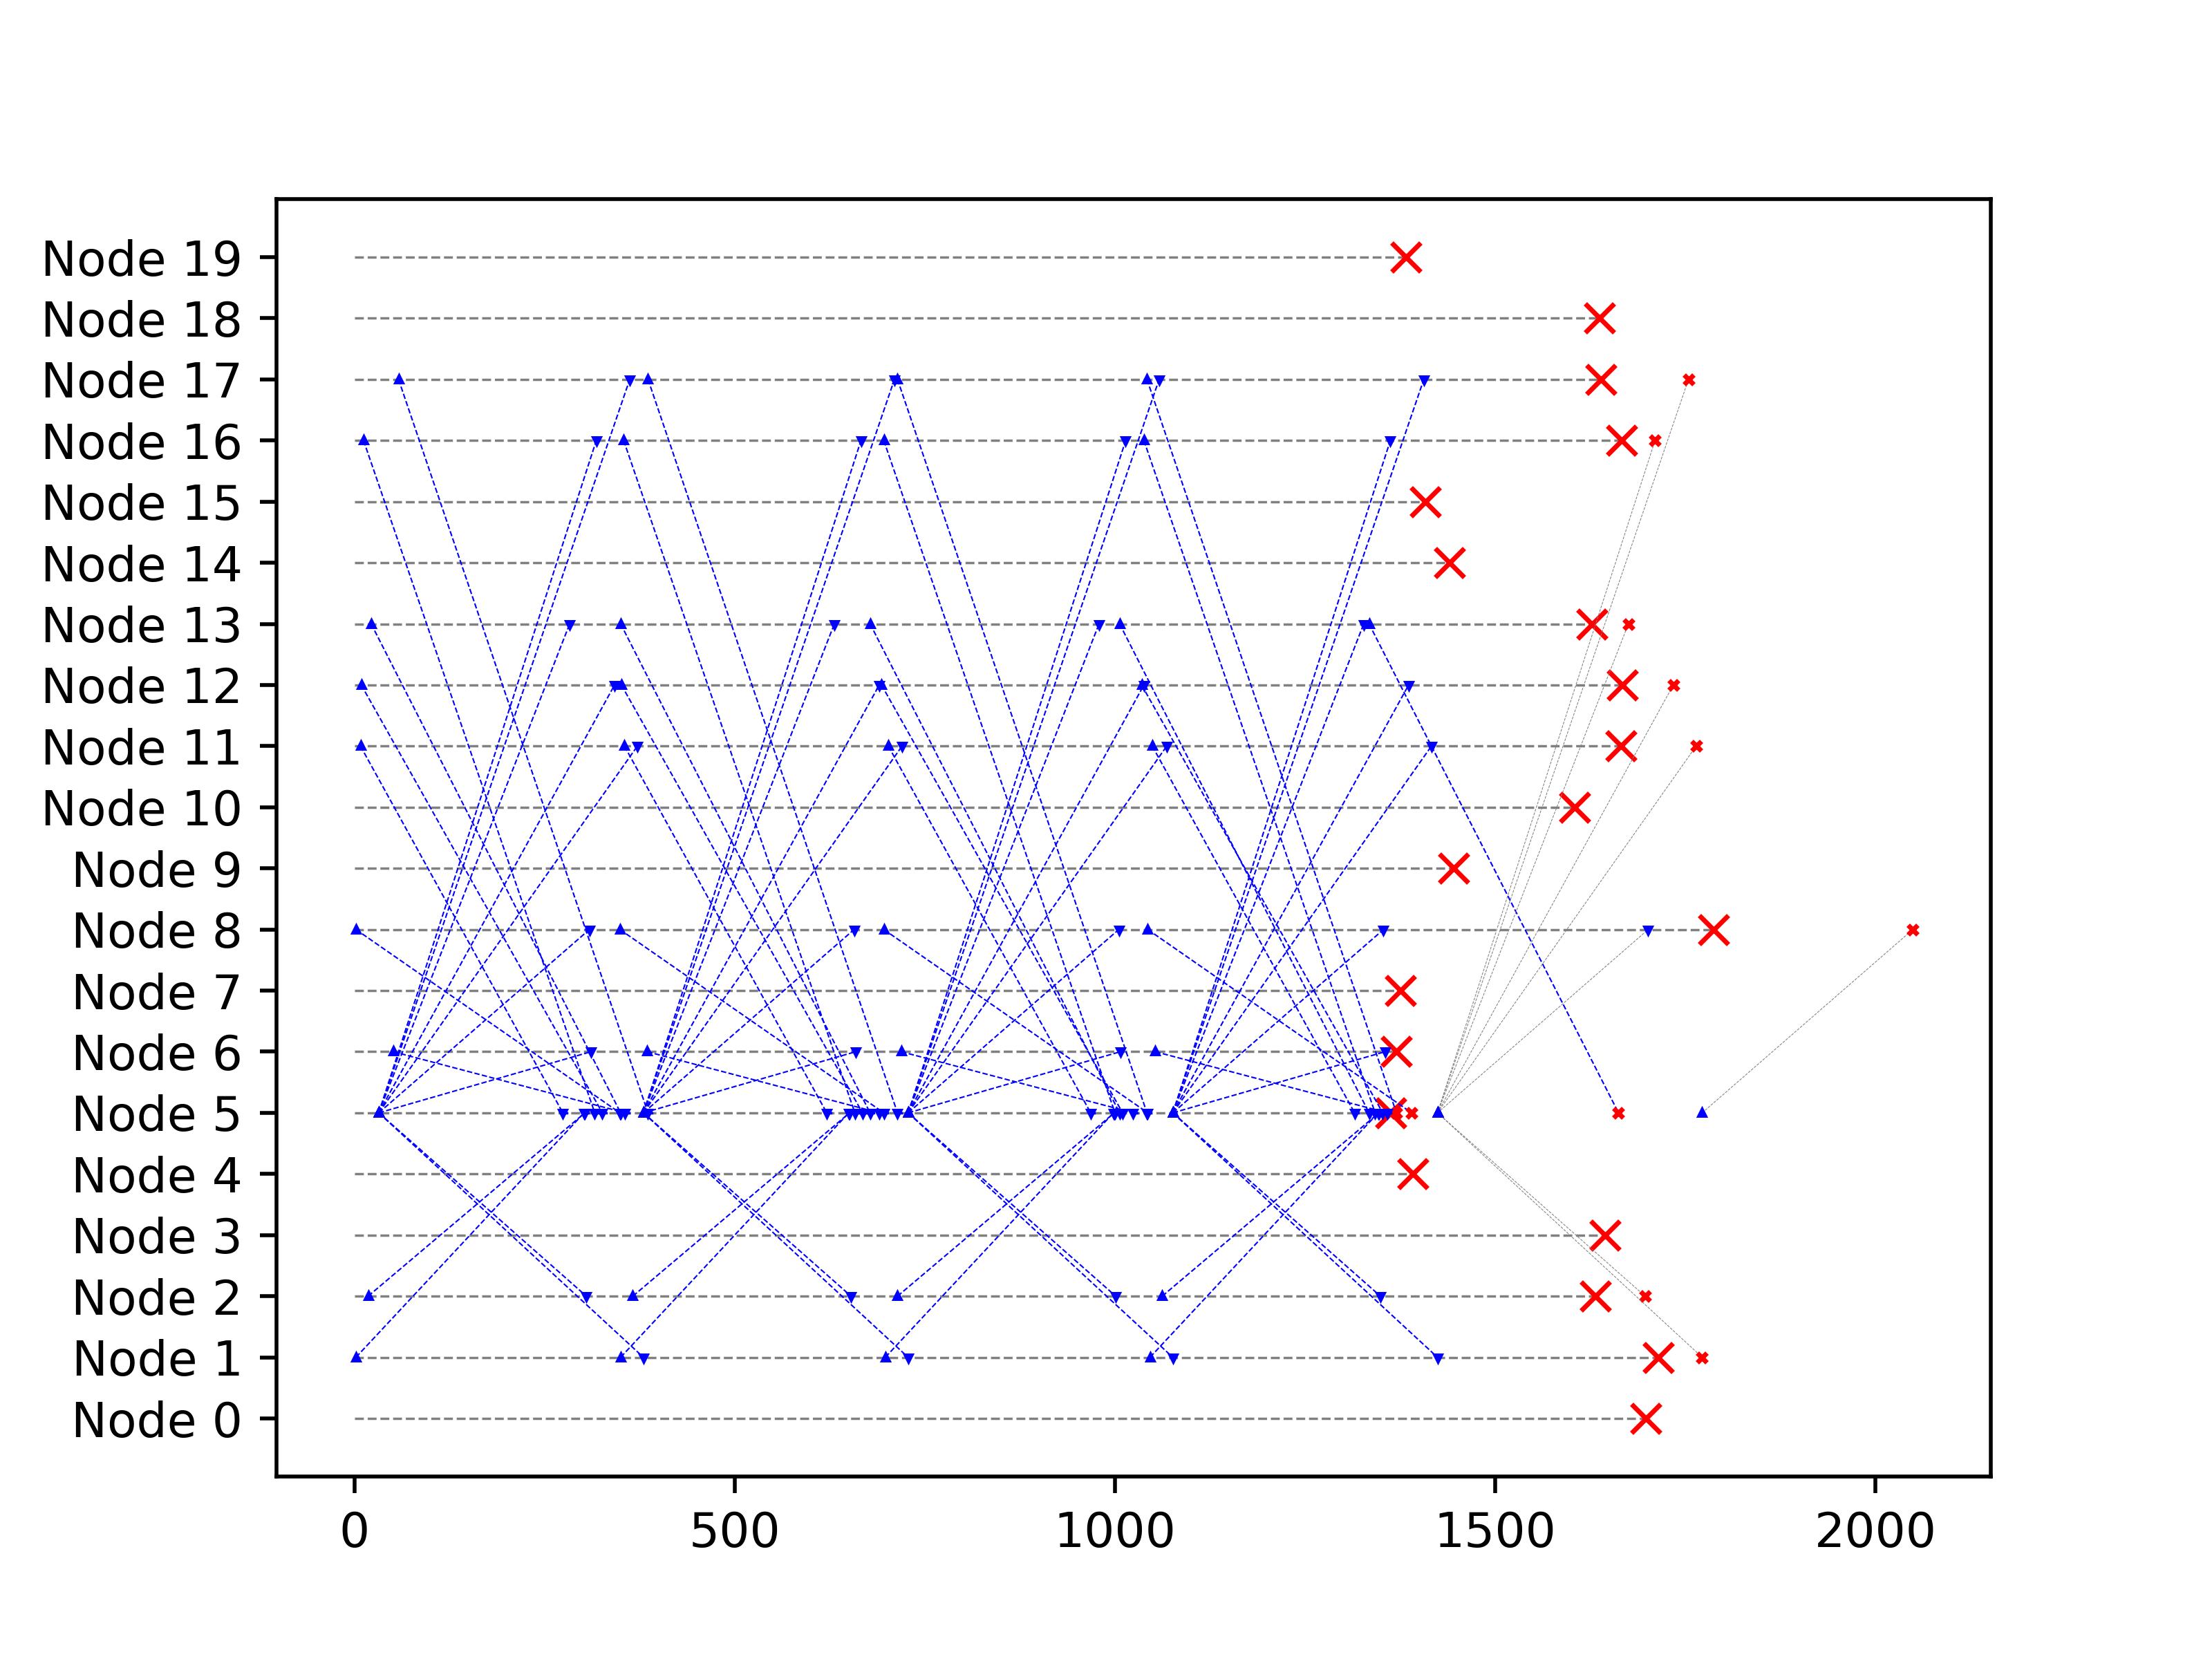 Node 19
Node 18
Node 17
Node 16
Node 15
Node 14
Node 13
Node 12
Node 11
Node 10
Node 9
Node 8
Node 7
Node 6
Node 5
Node 4
Node 3
Node 2
Node 1
Node 0
0 500 1000 1500 2000